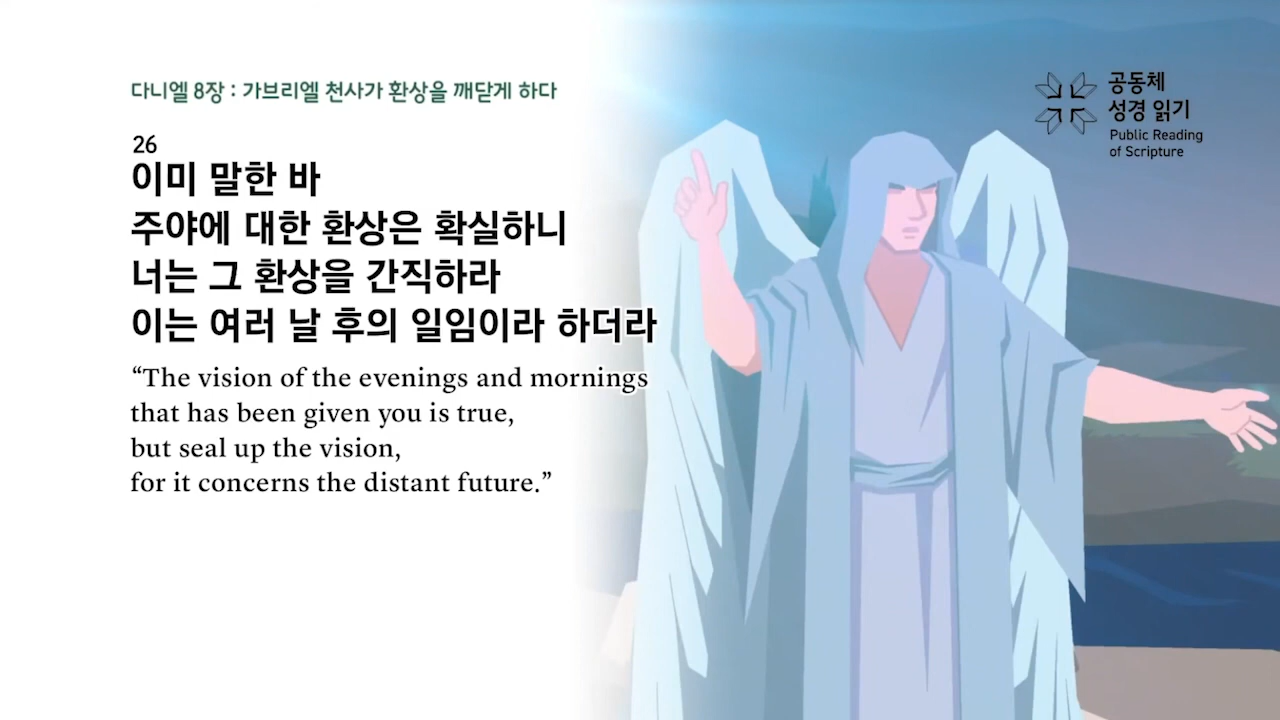 다니엘 8장 : 가브리엘 천사가 환상을 깨닫게 하다
26
이미 말한 바
주야에 대한 환상은 확실하니
너는 그 환상을 간직하라
이는 여러 날 후의 일임이라 하더라
“The vision of the evenings and mornings
that has been given you is true,
but seal up the vision,
for it concerns the distant future.”
공동체
성경 읽기
Public Reading
of Scripture